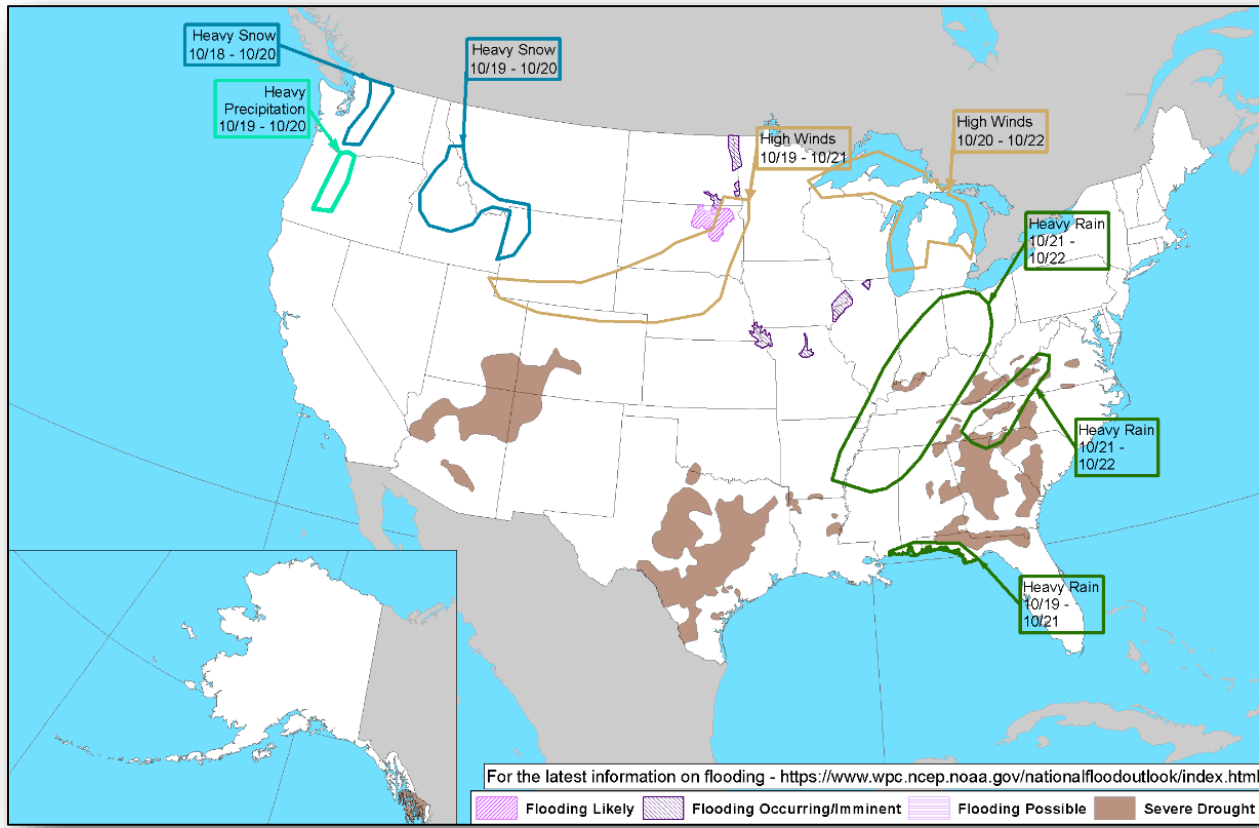 Heavy Snow
10/18 - 10/20
Heavy Snow
10/19 - 10/20
Heavy
Precipitation
10/19 - 10/20
High Winds
10/19 - 10/21
High Winds
10/20 - 10/22
Heavy Rain
10/21 -
10/22
Heavy Rain
10/21 -
10/22
Heavy Rain
10/19 -
10/21
For the latest information on flooding - https://www.wpc.ncep.noaa.gov/nationalfloodoutlook/index.html
Flooding Likely
Flooding Occurring/Imminent
Flooding Possible
Severe Drought